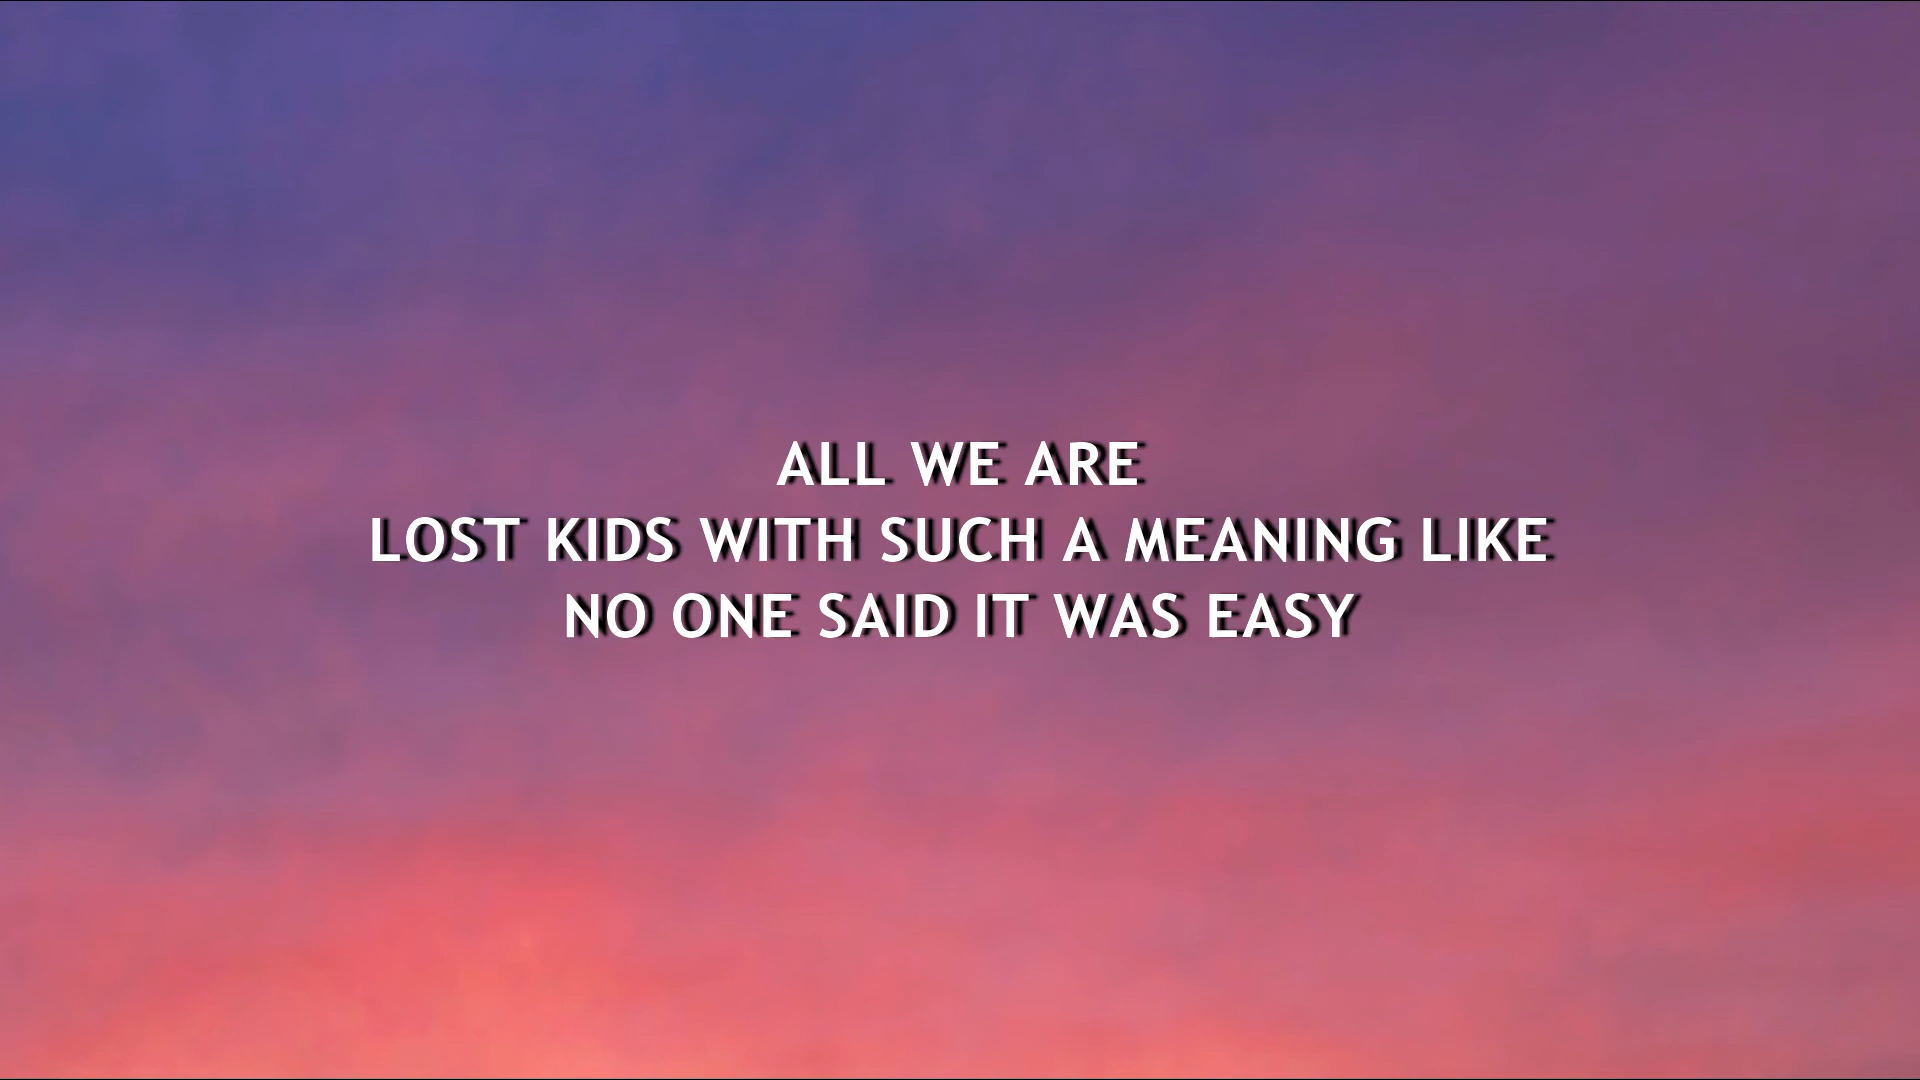 ALL WE ARE
LOST KIDS WITH SUCH A MEANING LIKE
NO ONE SAID IT WAS EASY